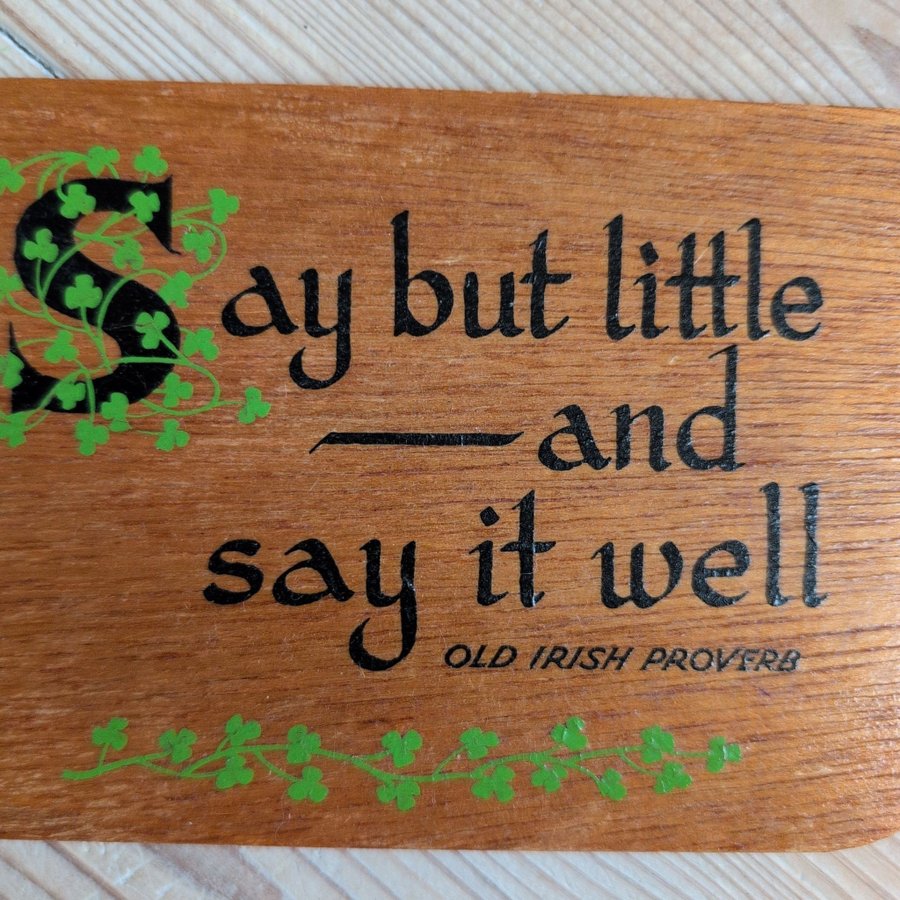 Say but little
—and
say it well
OLD IRISH PROVERB